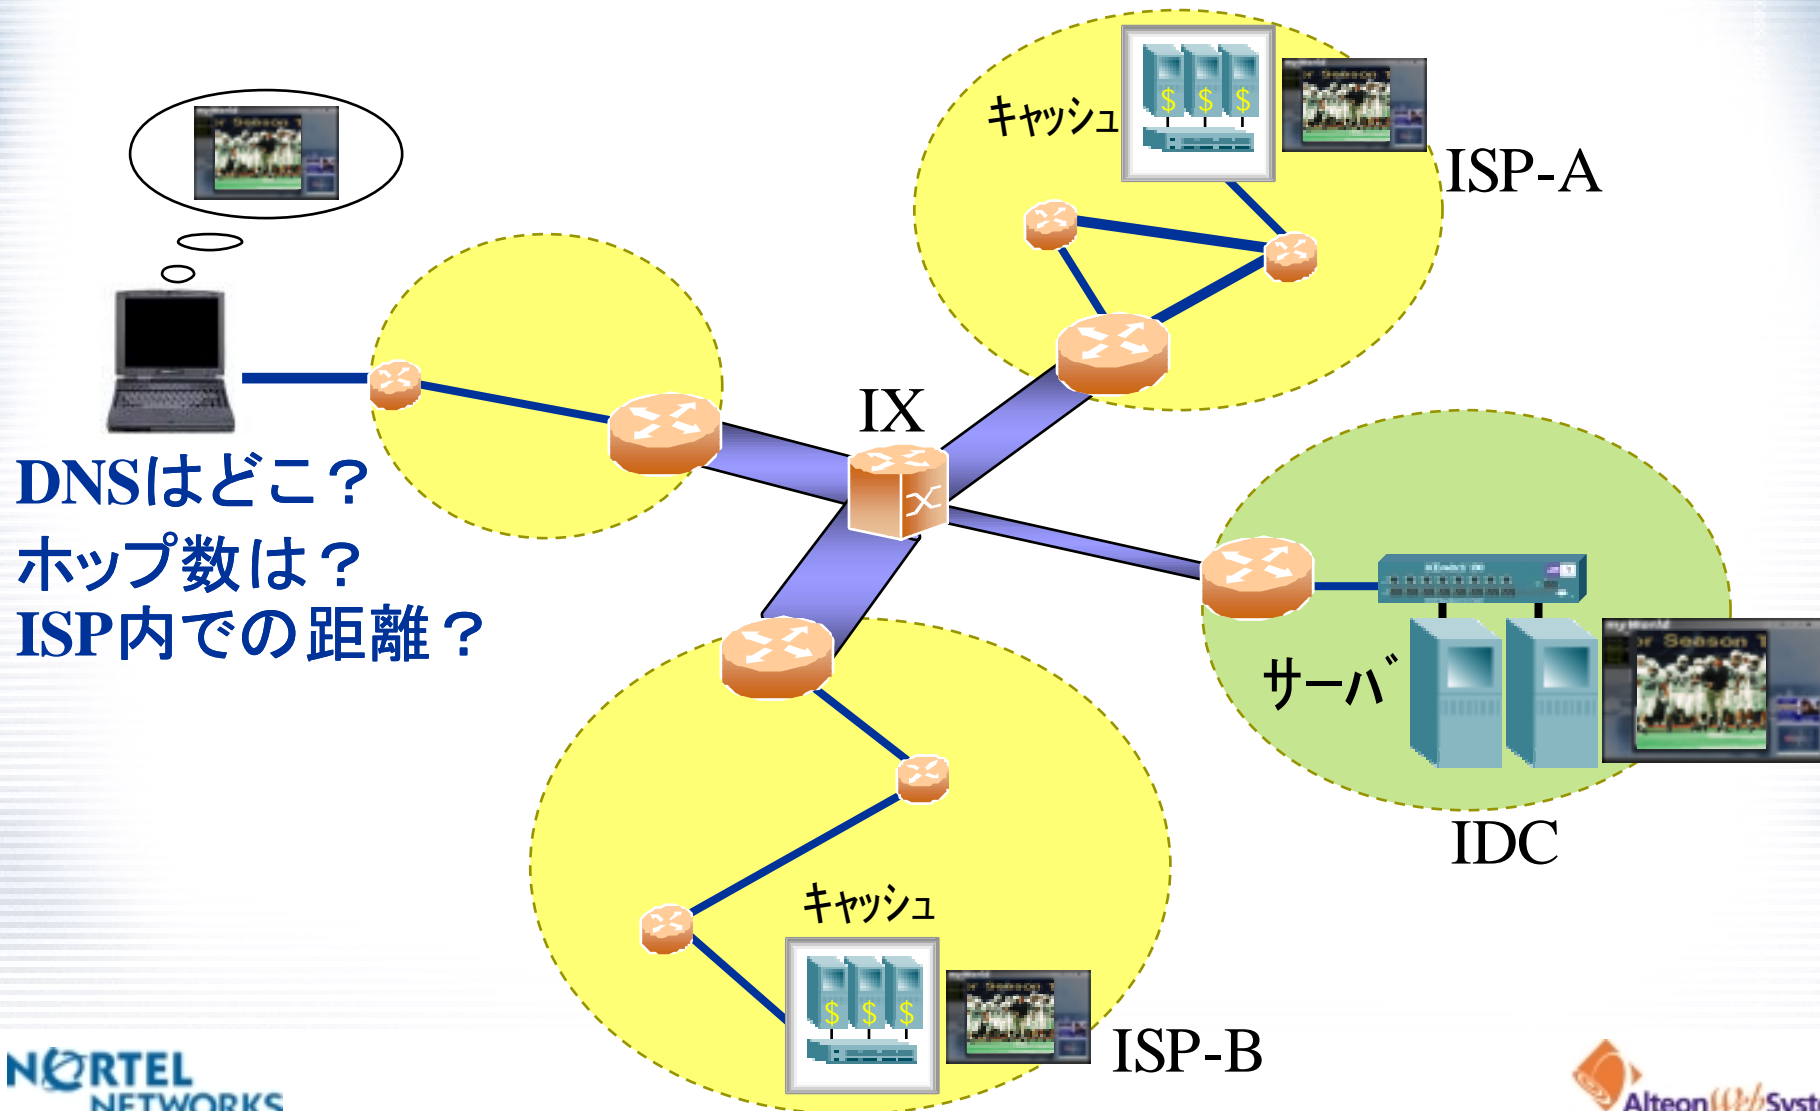 キャッシュ
ISP-A
IX
DNSはどこ？
ホップ数は？
ISP内での距離？
サーバ
IDC
キャッシュ
ISP-B
$ $ $
$ $ $
myWorld
NORTEL
NETWORKS
Alteon WebSyst